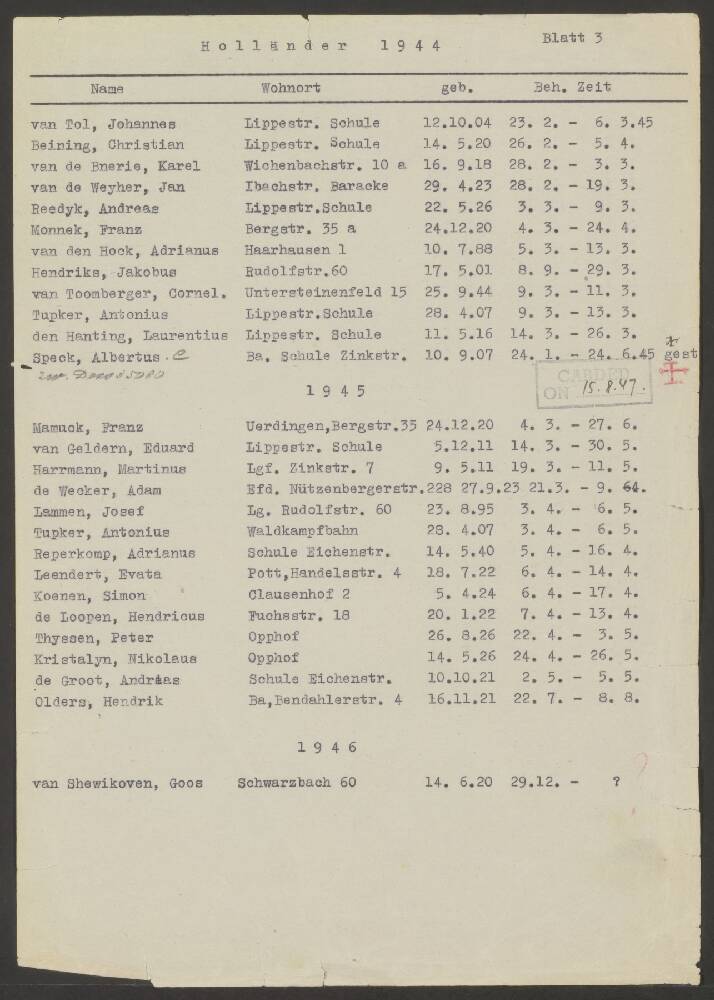 Holländer 1944 Blatt 3
Name Wohnort geb. Beh. Zeit
van Tol, Johannes Lippestr. Schule 12.10.04 23. 2. - 6. 3.45
Beining, Christian Lippestr. Schule 14. 5.20 26. 2. - 5. 4.
van de Bnerie, Karel Wichenbachstr. 10 a 16. 9.18 28. 2. - 3. 3.
van de Weyher, Jan Ibachstr. Baracke 29. 4.23 28. 2. - 19. 3.
Reedyk, Andreas Lippestr.Schule 22. 5.26 3. 3. - 9. 3.
Monnek, Franz Bergstr. 35 a 24.12.20 4. 3. - 24. 4.
van den Hock, Adrianus Haarhausen 1 10. 7.88 5. 3. - 13. 3.
Hendriks, Jakobus Rudolfstr.60 17. 5.01 8. 9. - 29. 3.
van Toomberger, Cornel. Untersteinenfeld 15 25. 9.44 9. 3. - 11. 3.
Tupker, Antonius Lippestr.Schule 28. 4.07 9. 3. - 13. 3.
den Hanting, Laurentius Lippestr. Schule 11. 5.16 14. 3. - 26. 3.
Speck, Albertus. C Ba. Schule Zinkstr. 10. 9.07 24. 1. - 24. 6.45 gest
CARDED
ON 15.8.47.
1945
Mamuck, Franz Uerdingen,Bergstr.35 24.12.20 4. 3. - 27. 6.
van Geldern, Eduard Lippestr. Schule 5.12.11 14. 3. - 30. 5.
Harrmann, Martinus Lgf. Zinkstr. 7 9. 5.11 19. 3. - 11. 5.
de Wecker, Adam Efd. Nützenbergerstr.228 27.9.23 21.3. - 9. 64.
Lammen, Josef Lg. Rudolfstr. 60 23. 8.95 3. 4. - 6. 5.
Tupker, Antonius Waldkampfbahn 28. 4.07 3. 4. - 6. 5.
Reperkomp, Adrianus Schule Eichenstr. 14. 5.40 5. 4. - 16. 4.
Leendert, Evata Pott,Handelsstr. 4 18. 7.22 6. 4. - 14. 4.
Koenen, Simon Clausenhof 2 5. 4.24 6. 4. - 17. 4.
de Loopen, Hendricus Fuchsstr. 18 20. 1.22 7. 4. - 13. 4.
Thyssen, Peter Opphof 26. 8.26 22. 4. - 3. 5.
Kristalyn, Nikolaus Opphof 14. 5.26 24. 4. - 26. 5.
de Groot, Andräas Schule Eichenstr. 10.10.21 2. 5. - 5. 5.
Olders, Hendrik Ba,Bendahlerstr. 4 16.11.21 22. 7. - 8. 8.
1946
van Shewikoven, Goos Schwarzbach 60 14. 6.20 29.12. - ?